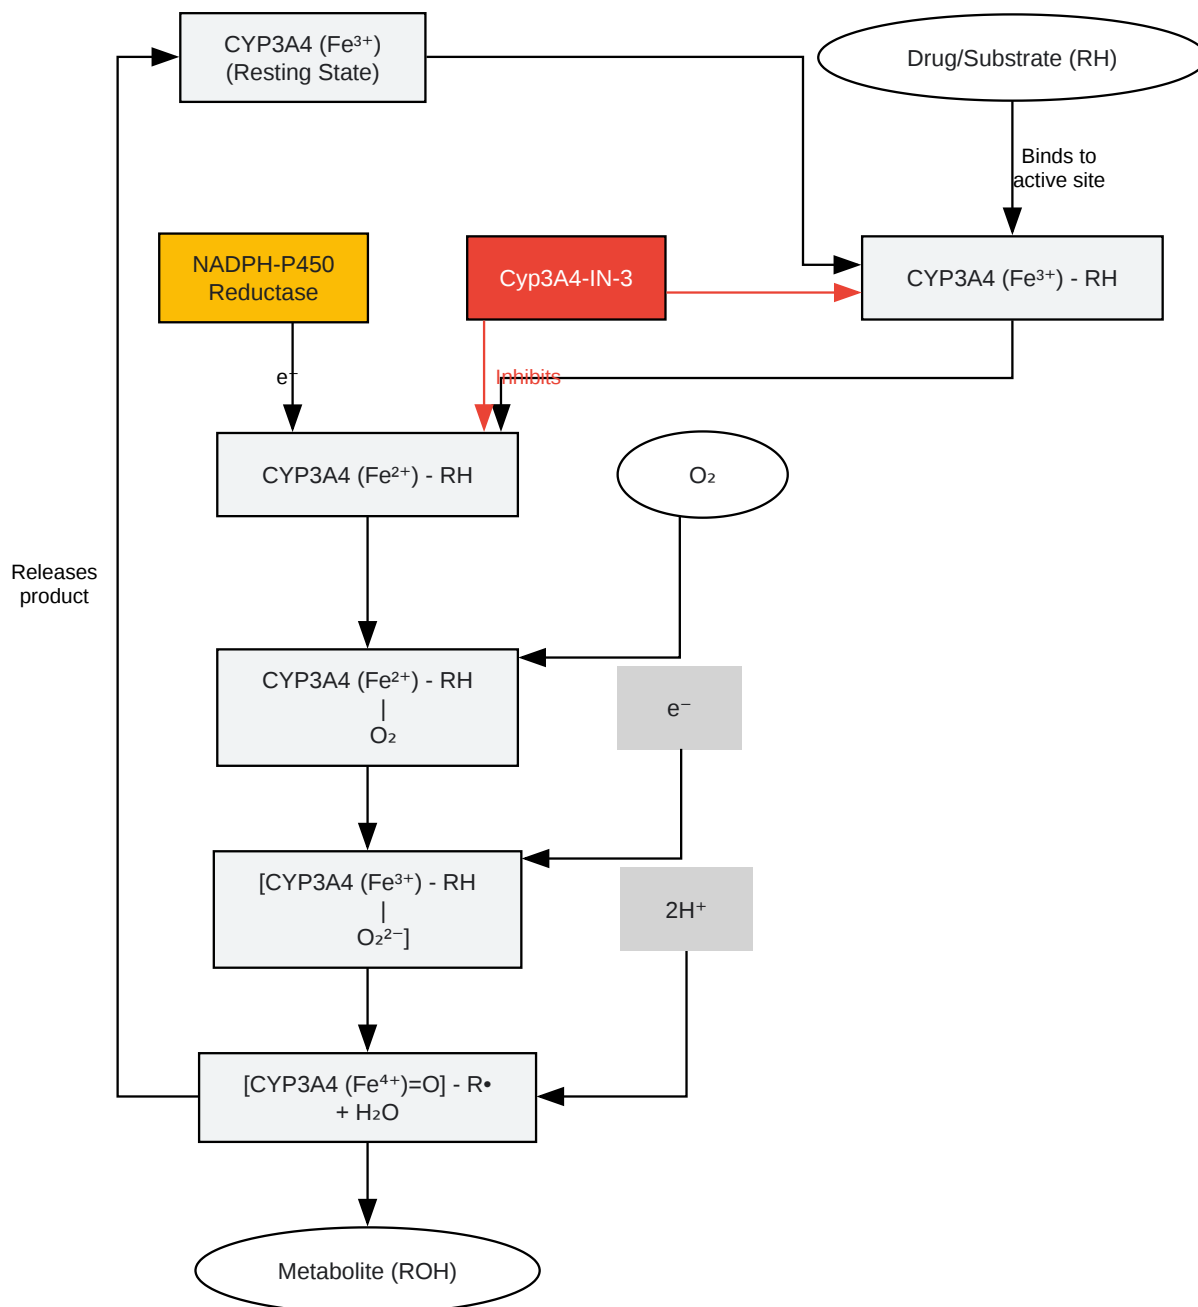 CYP3A4 (Fe³⁺)
(Resting State)
Drug/Substrate (RH)
Binds to
active site
NADPH-P450
Reductase
Cyp3A4-IN-3
CYP3A4 (Fe³⁺) - RH
e⁻
Inhibits
CYP3A4 (Fe²⁺) - RH
O₂
Releases
product
CYP3A4 (Fe²⁺) - RH
|
O₂
e⁻
[CYP3A4 (Fe³⁺) - RH
|
O₂²⁻]
2H⁺
[CYP3A4 (Fe⁴⁺)=O] - R•
+ H₂O
Metabolite (ROH)